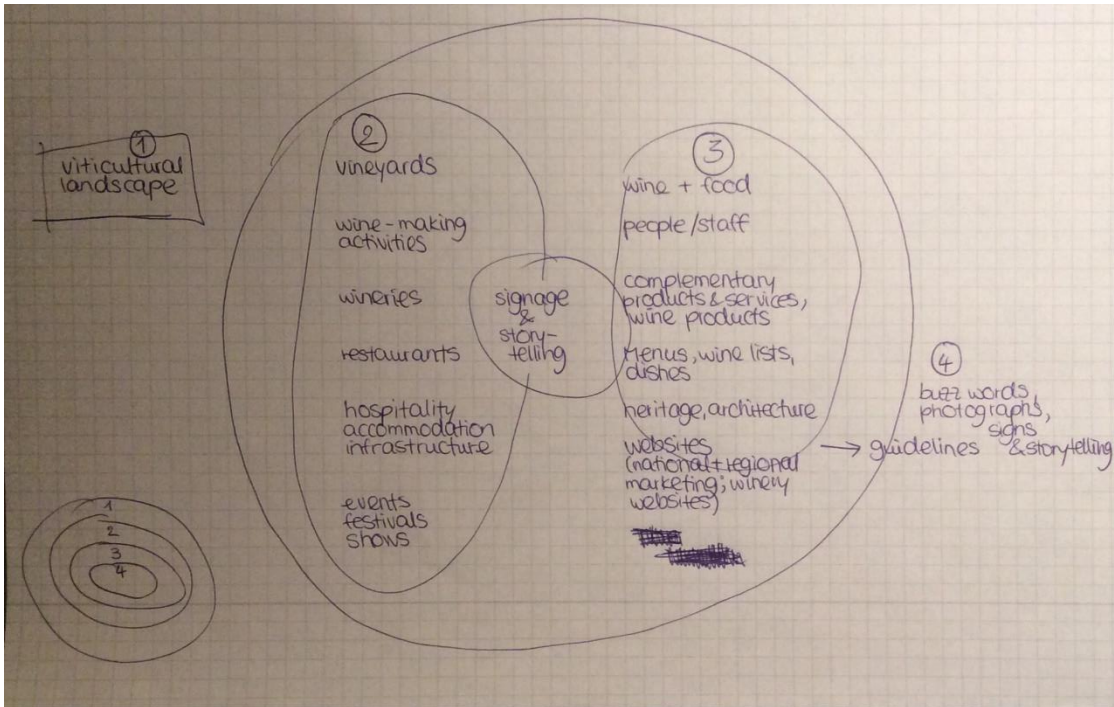 1
viticultural
landscape
2
vineyards
wine-making
activities
wineries
restaurants
hospitality
accommodation
infrastructure
events
festivals
shows
signage
&
story-
telling
3
wine + food
people/staff
complementary
products & services,
wine products
Menus, wine lists,
dishes
heritage, architecture
websites
(national + regional
marketing; winery
websites)
→ guidelines
4
buzz words,
photographs,
signs
& storytelling
1
2
3
4